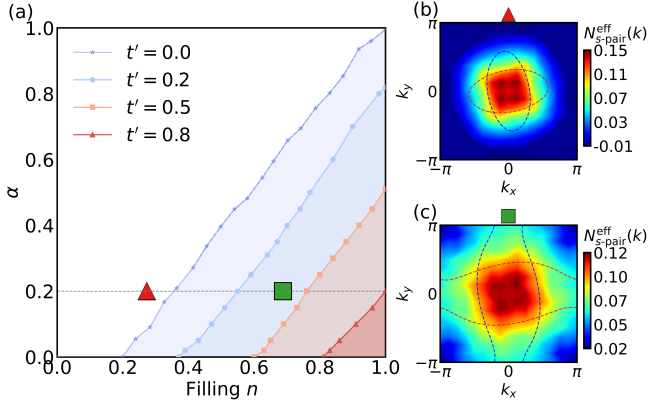 (a)
1.0
0.8
0.6
0.4
0.2
0.0
α
0.0 0.2 0.4 0.6 0.8 1.0
Filling n
t′ = 0.0
t′ = 0.2
t′ = 0.5
t′ = 0.8
(b)
π
0
−π
k_y
−π 0 π
k_x
N^eff_s-pair(k)
0.15
0.11
0.07
0.03
-0.01
(c)
π
0
−π
k_y
−π 0 π
k_x
N^eff_s-pair(k)
0.12
0.10
0.07
0.05
0.02